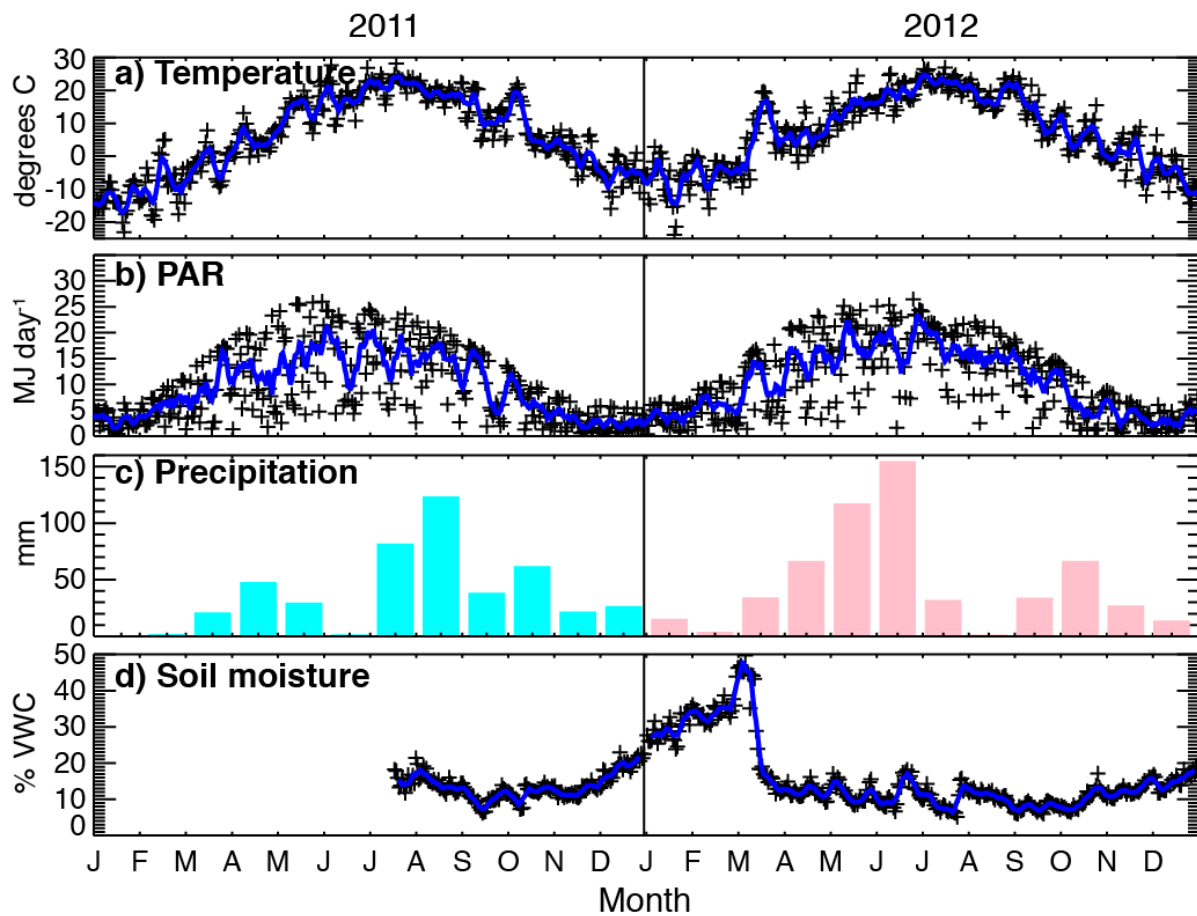 2011 2012
a) Temperature
30
20
10
0
-10
-20
degrees C
b) PAR
30
25
20
15
10
5
0
MJ day⁻¹
c) Precipitation
150
100
50
0
mm
d) Soil moisture
50
40
30
20
10
0
% VWC
J F M A M J J A S O N D J F M A M J J A S O N D
Month